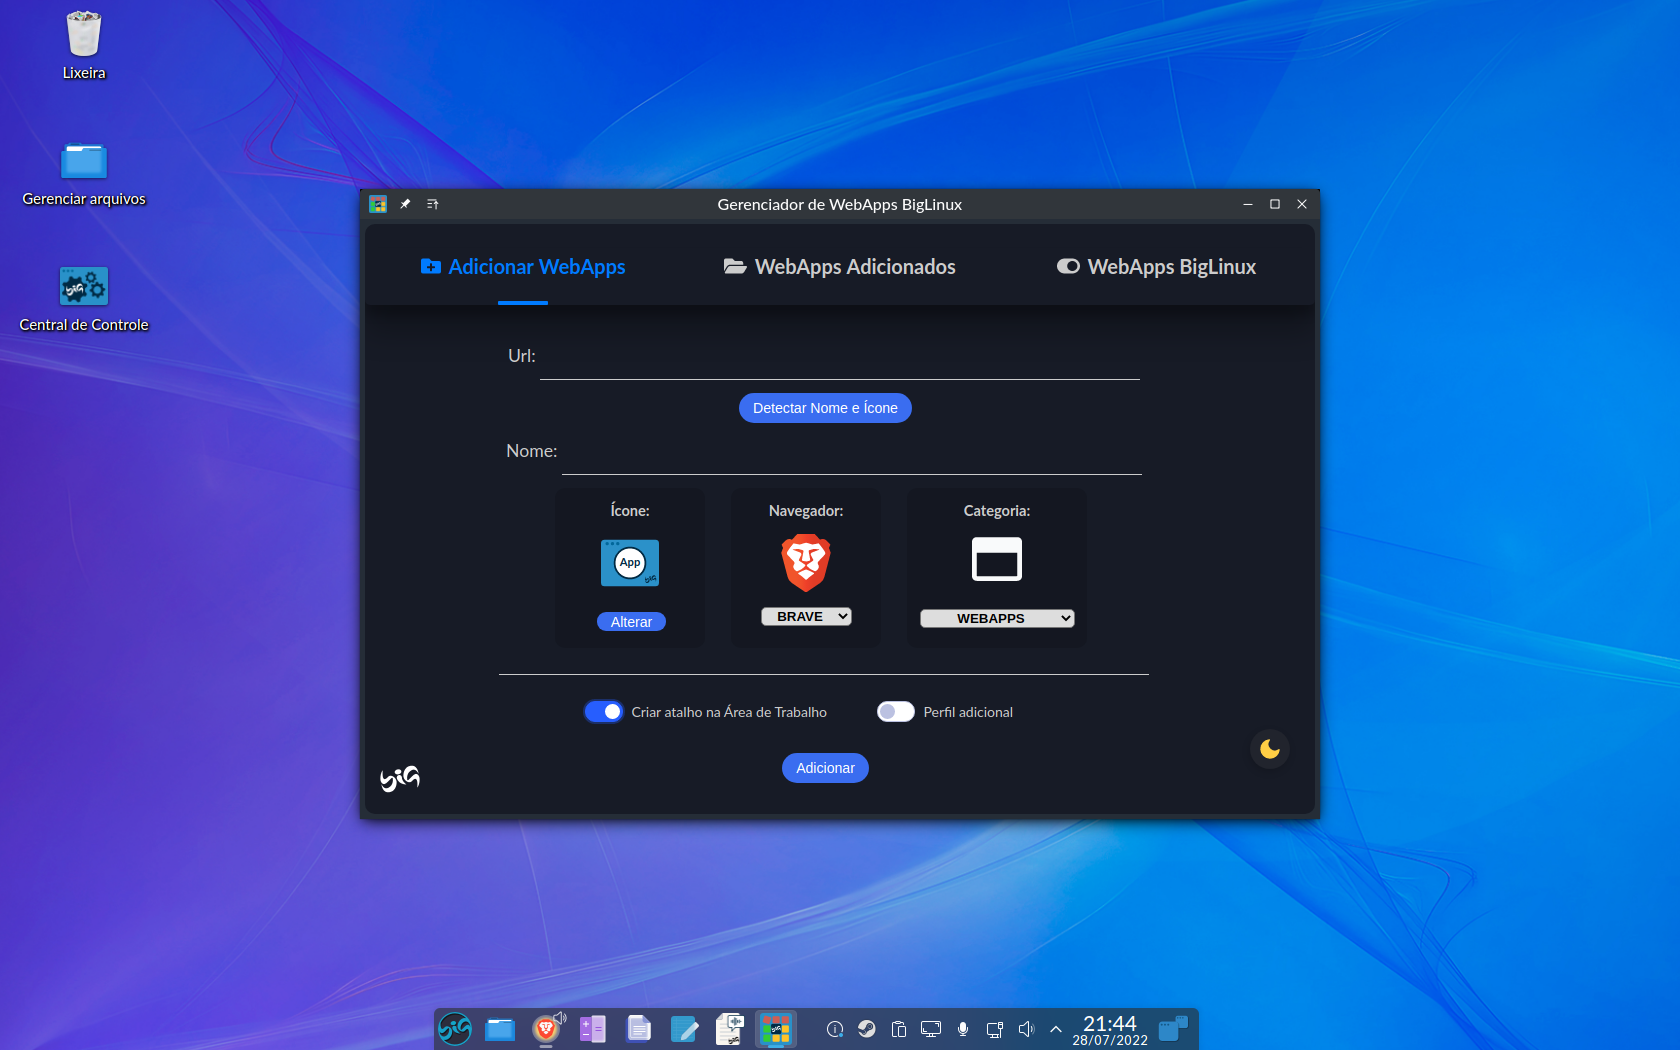 Lixeira
Gerenciar arquivos
Central de Controle
Gerenciador de WebApps BigLinux
Adicionar WebApps
WebApps Adicionados
WebApps BigLinux
Url:
Detectar Nome e Ícone
Nome:
Ícone:
Navegador:
Categoria:
App
Alterar
BRAVE
WEBAPPS
Criar atalho na Área de Trabalho
Perfil adicional
Adicionar
BiG
21:44
28/07/2022